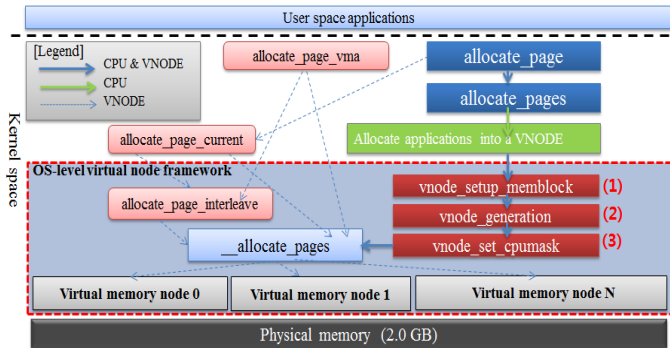 User space applications
[Legend]
CPU & VNODE
CPU
VNODE
allocate_page_vma
allocate_page
allocate_pages
Kernel space
allocate_page_current
Allocate applications into a VNODE
OS-level virtual node framework
vnode_setup_memblock
(1)
allocate_page_interleave
vnode_generation
(2)
__allocate_pages
vnode_set_cpumask
(3)
Virtual memory node 0
Virtual memory node 1
Virtual memory node N
Physical memory (2.0 GB)